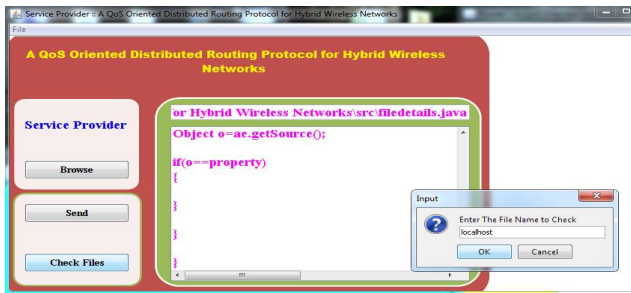 Service Provider :: A QoS Oriented Distributed Routing Protocol for Hybrid Wireless Networks
File
A QoS Oriented Distributed Routing Protocol for Hybrid Wireless
Networks
Service Provider
Browse
Send
Check Files
or Hybrid Wireless Networks\src\filedetails.java
Object o=ae.getSource();
if(o==property)
{
}
}
}
Input
Enter The File Name to Check
localhost
OK
Cancel